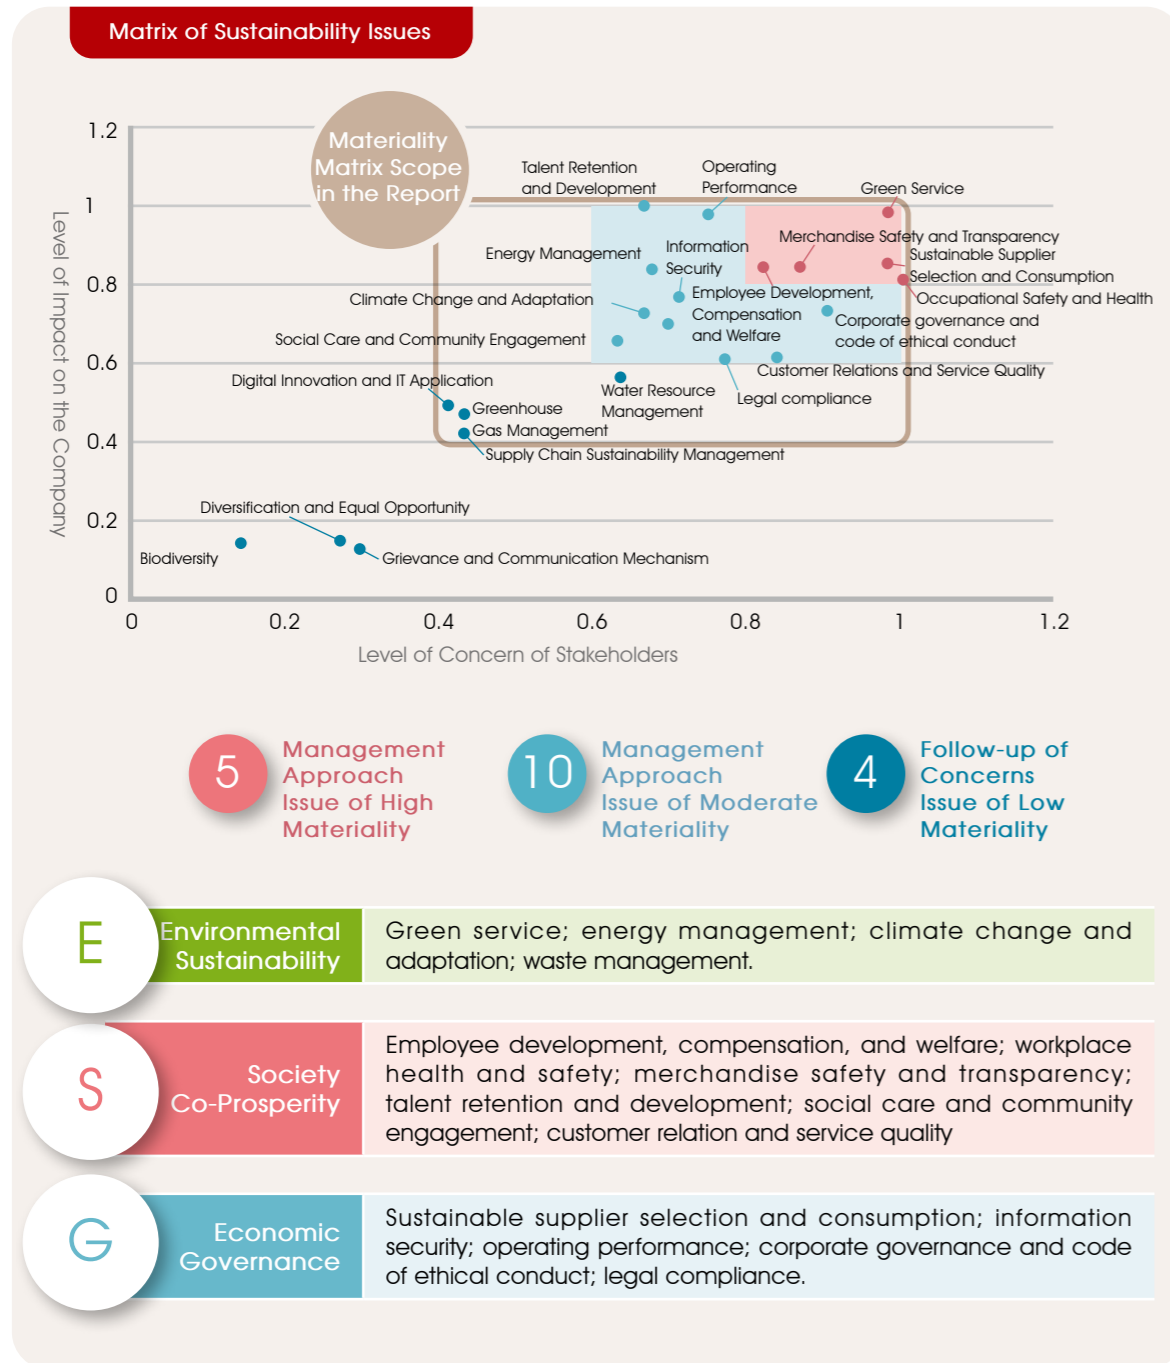 Matrix of Sustainability Issues
Materiality
Matrix Scope
in the Report
Level of Impact on the Company
1.2
1
0.8
0.6
0.4
0.2
0
Talent Retention
and Development
Operating
Performance
Green Service
Energy Management
Information
Security
Merchandise Safety and Transparency
Sustainable Supplier
Selection and Consumption
Occupational Safety and Health
Climate Change and Adaptation
Employee Development,
Compensation
and Welfare
Corporate governance and
code of ethical conduct
Social Care and Community Engagement
Customer Relations and Service Quality
Digital Innovation and IT Application
Water Resource
Management
Legal compliance
Greenhouse
Gas Management
Supply Chain Sustainability Management
Diversification and Equal Opportunity
Biodiversity
Grievance and Communication Mechanism
0
0.2
0.4
0.6
0.8
1
1.2
Level of Concern of Stakeholders
5
Management
Approach
Issue of High
Materiality
10
Management
Approach
Issue of Moderate
Materiality
4
Follow-up of
Concerns
Issue of Low
Materiality
E
Environmental
Sustainability
Green service; energy management; climate change and
adaptation; waste management.
S
Society
Co-Prosperity
Employee development, compensation, and welfare; workplace
health and safety; merchandise safety and transparency;
talent retention and development; social care and community
engagement; customer relation and service quality
G
Economic
Governance
Sustainable supplier selection and consumption; information
security; operating performance; corporate governance and code
of ethical conduct; legal compliance.